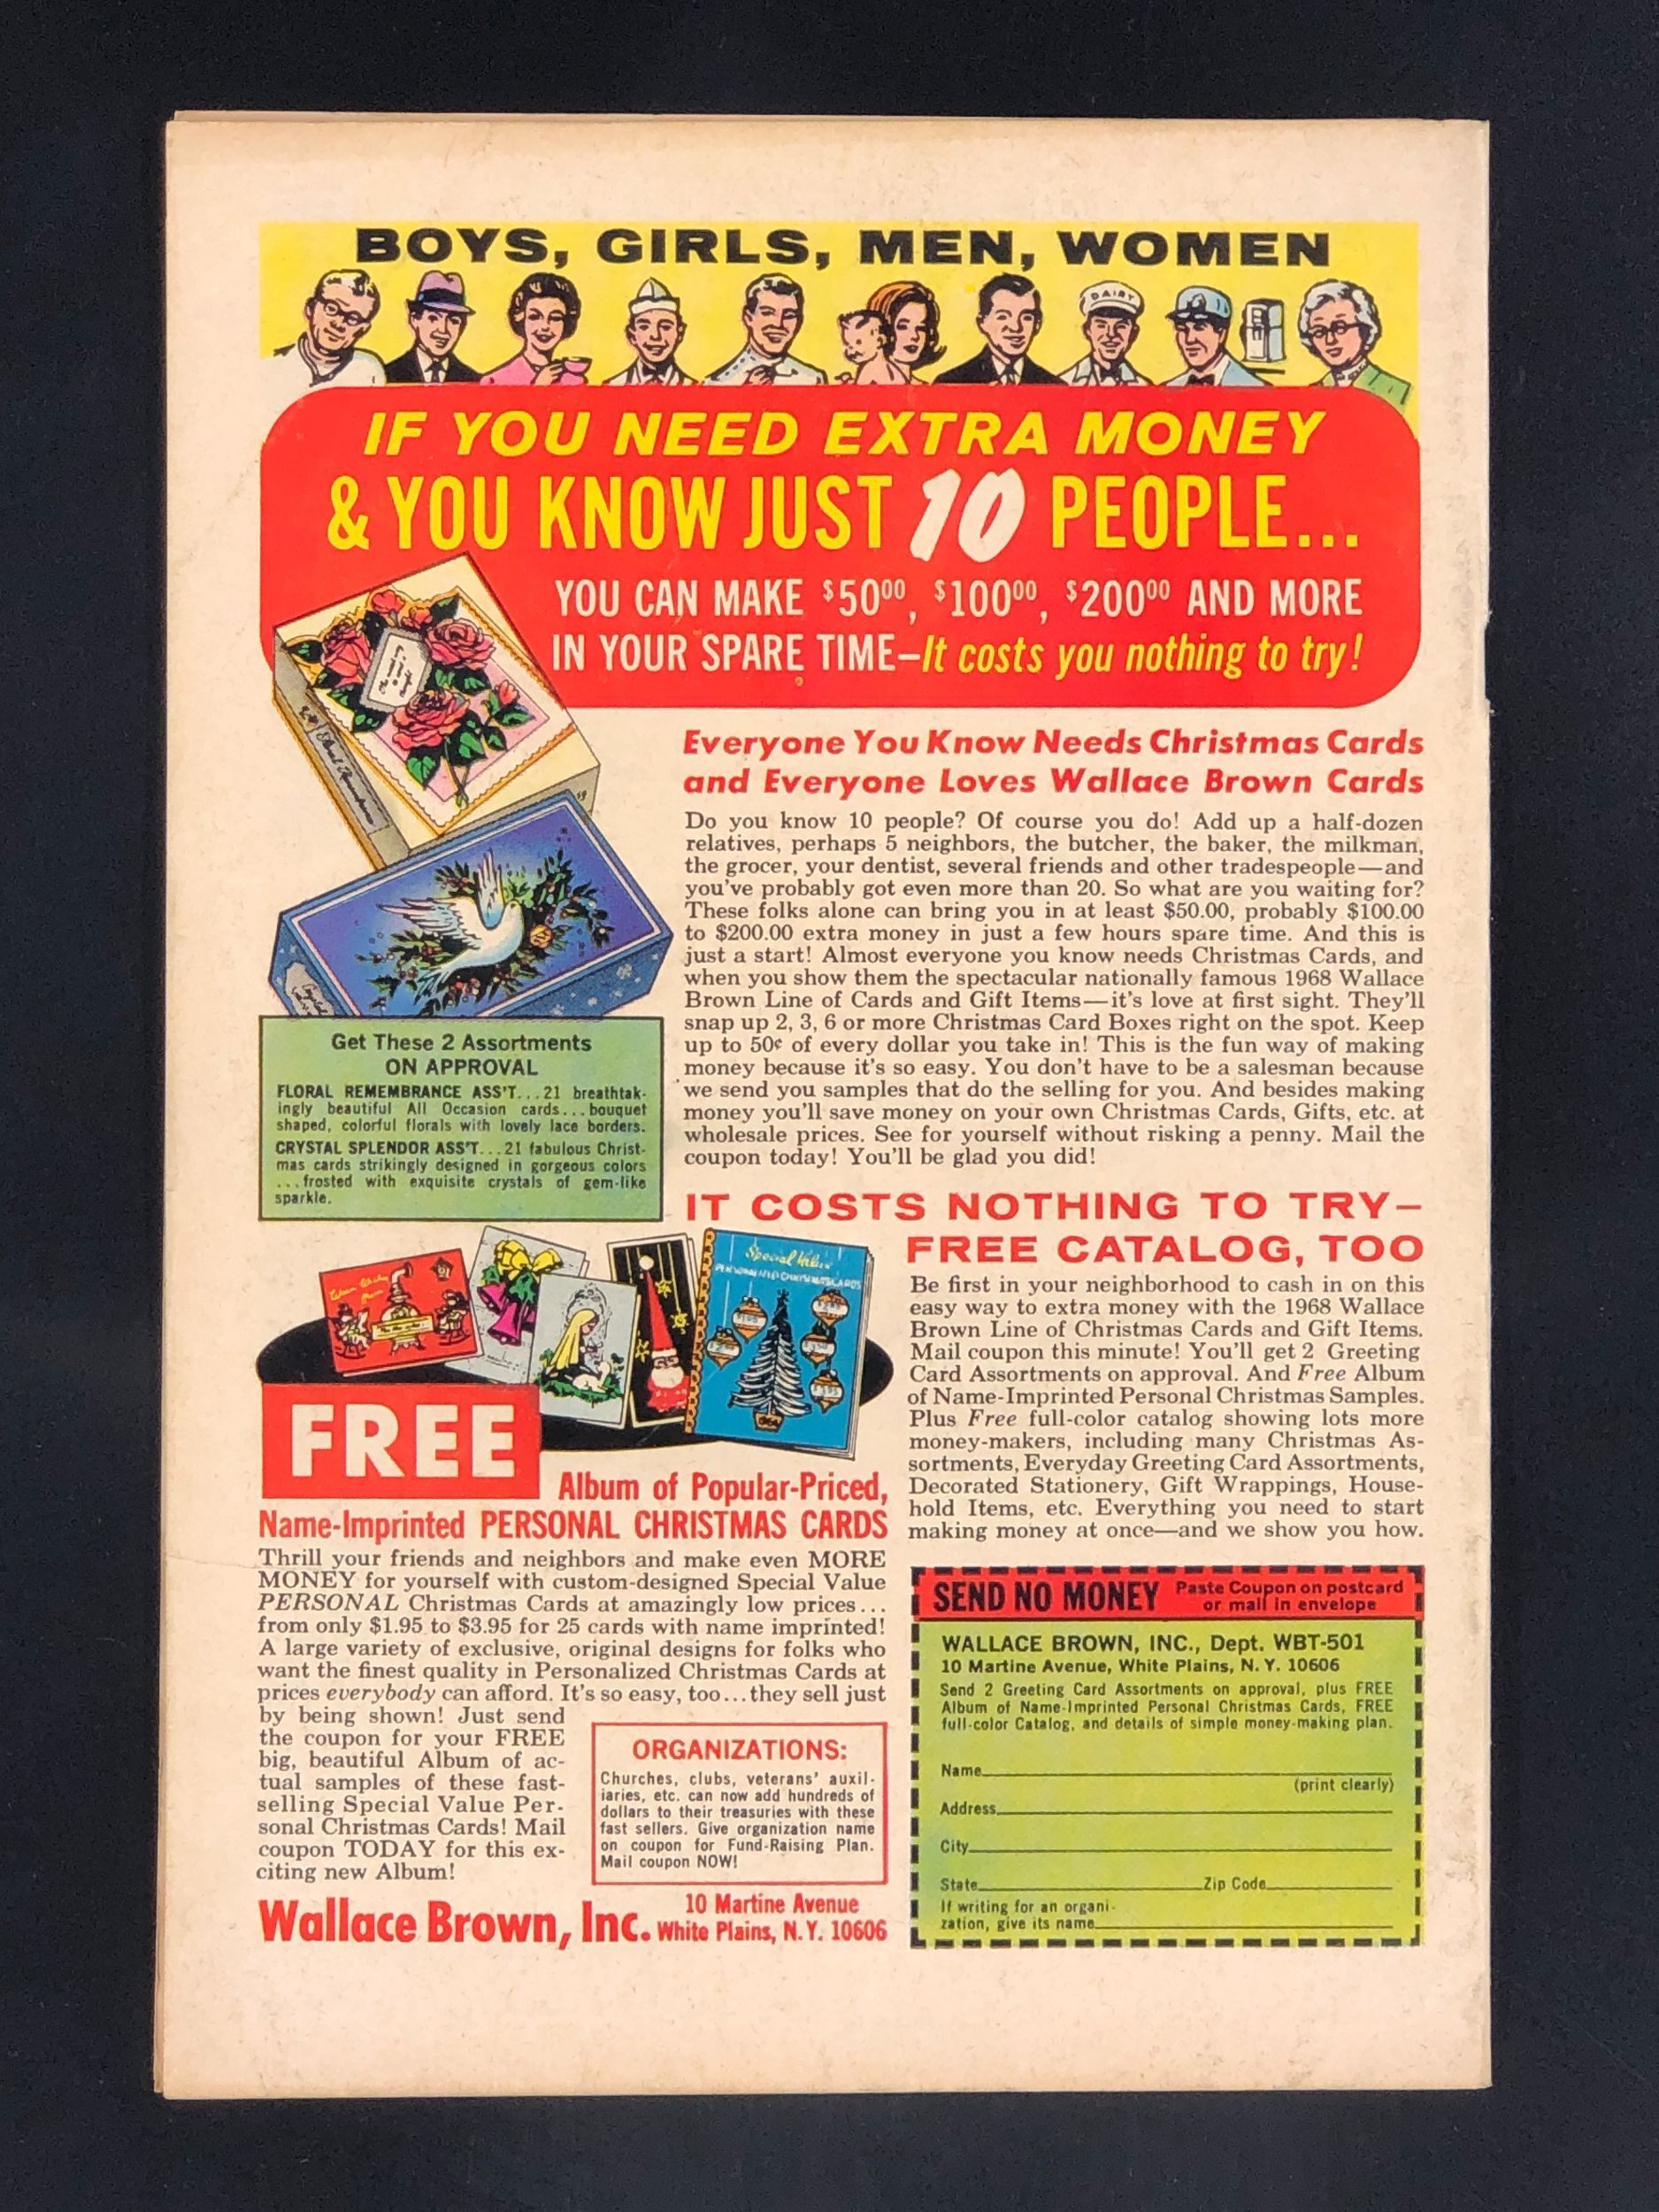 BOYS, GIRLS, MEN, WOMEN
DAIRY
IF YOU NEED EXTRA MONEY
& YOU KNOW JUST 10 PEOPLE...
YOU CAN MAKE $50⁰⁰, $100⁰⁰, $200⁰⁰ AND MORE
IN YOUR SPARE TIME—It costs you nothing to try!
Everyone You Know Needs Christmas Cards
and Everyone Loves Wallace Brown Cards
Do you know 10 people? Of course you do! Add up a half-dozen
relatives, perhaps 5 neighbors, the butcher, the baker, the milkman,
the grocer, your dentist, several friends and other tradespeople—and
you've probably got even more than 20. So what are you waiting for?
These folks alone can bring you in at least $50.00, probably $100.00
to $200.00 extra money in just a few hours spare time. And this is
just a start! Almost everyone you know needs Christmas Cards, and
when you show them the spectacular nationally famous 1968 Wallace
Brown Line of Cards and Gift Items—it's love at first sight. They'll
snap up 2, 3, 6 or more Christmas Card Boxes right on the spot. Keep
up to 50¢ of every dollar you take in! This is the fun way of making
money because it's so easy. You don't have to be a salesman because
we send you samples that do the selling for you. And besides making
money you'll save money on your own Christmas Cards, Gifts, etc. at
wholesale prices. See for yourself without risking a penny. Mail the
coupon today! You'll be glad you did!
Get These 2 Assortments
ON APPROVAL
FLORAL REMEMBRANCE ASS'T...21 breathtak-
ingly beautiful All Occasion cards...bouquet
shaped, colorful florals with lovely lace borders.
CRYSTAL SPLENDOR ASS'T...21 fabulous Christ-
mas cards strikingly designed in gorgeous colors
...frosted with exquisite crystals of gem-like
sparkle.
IT COSTS NOTHING TO TRY—
FREE CATALOG, TOO
Be first in your neighborhood to cash in on this
easy way to extra money with the 1968 Wallace
Brown Line of Christmas Cards and Gift Items.
Mail coupon this minute! You'll get 2 Greeting
Card Assortments on approval. And Free Album
of Name-Imprinted Personal Christmas Samples.
Plus Free full-color catalog showing lots more
money-makers, including many Christmas As-
sortments, Everyday Greeting Card Assortments,
Decorated Stationery, Gift Wrappings, House-
hold Items, etc. Everything you need to start
making money at once—and we show you how.
Special Value
PERSONALIZED CHRISTMAS CARDS
FREE
Album of Popular-Priced,
Name-Imprinted PERSONAL CHRISTMAS CARDS
Thrill your friends and neighbors and make even MORE
MONEY for yourself with custom-designed Special Value
PERSONAL Christmas Cards at amazingly low prices...
from only $1.95 to $3.95 for 25 cards with name imprinted!
A large variety of exclusive, original designs for folks who
want the finest quality in Personalized Christmas Cards at
prices everybody can afford. It's so easy, too...they sell just
by being shown! Just send
the coupon for your FREE
big, beautiful Album of ac-
tual samples of these fast-
selling Special Value Per-
sonal Christmas Cards! Mail
coupon TODAY for this ex-
citing new Album!
ORGANIZATIONS:
Churches, clubs, veterans' auxil-
iaries, etc. can now add hundreds of
dollars to their treasuries with these
fast sellers. Give organization name
on coupon for Fund-Raising Plan.
Mail coupon NOW!
Wallace Brown, Inc. 10 Martine Avenue
White Plains, N.Y. 10606
SEND NO MONEY Paste Coupon on postcard
or mail in envelope
WALLACE BROWN, INC., Dept. WBT-501
10 Martine Avenue, White Plains, N.Y. 10606
Send 2 Greeting Card Assortments on approval, plus FREE
Album of Name-Imprinted Personal Christmas Cards, FREE
full-color Catalog, and details of simple money-making plan.
Name
(print clearly)
Address
City
State Zip Code
If writing for an organi-
zation, give its name